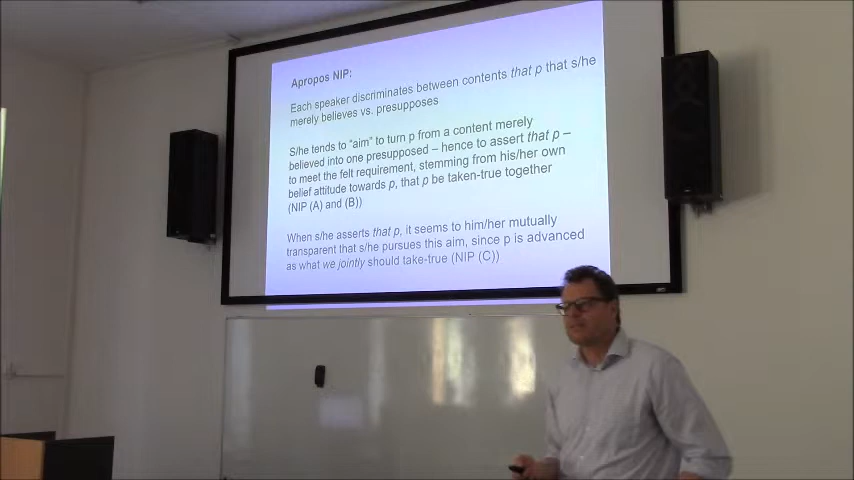 Apropos NIP:
Each speaker discriminates between contents that p that s/he
merely believes vs. presupposes
S/he tends to "aim" to turn p from a content merely
believed into one presupposed – hence to assert that p –
to meet the felt requirement, stemming from his/her own
belief attitude towards p, that p be taken-true together
(NIP (A) and (B))
When s/he asserts that p, it seems to him/her mutually
transparent that s/he pursues this aim, since p is advanced
as what we jointly should take-true (NIP (C))